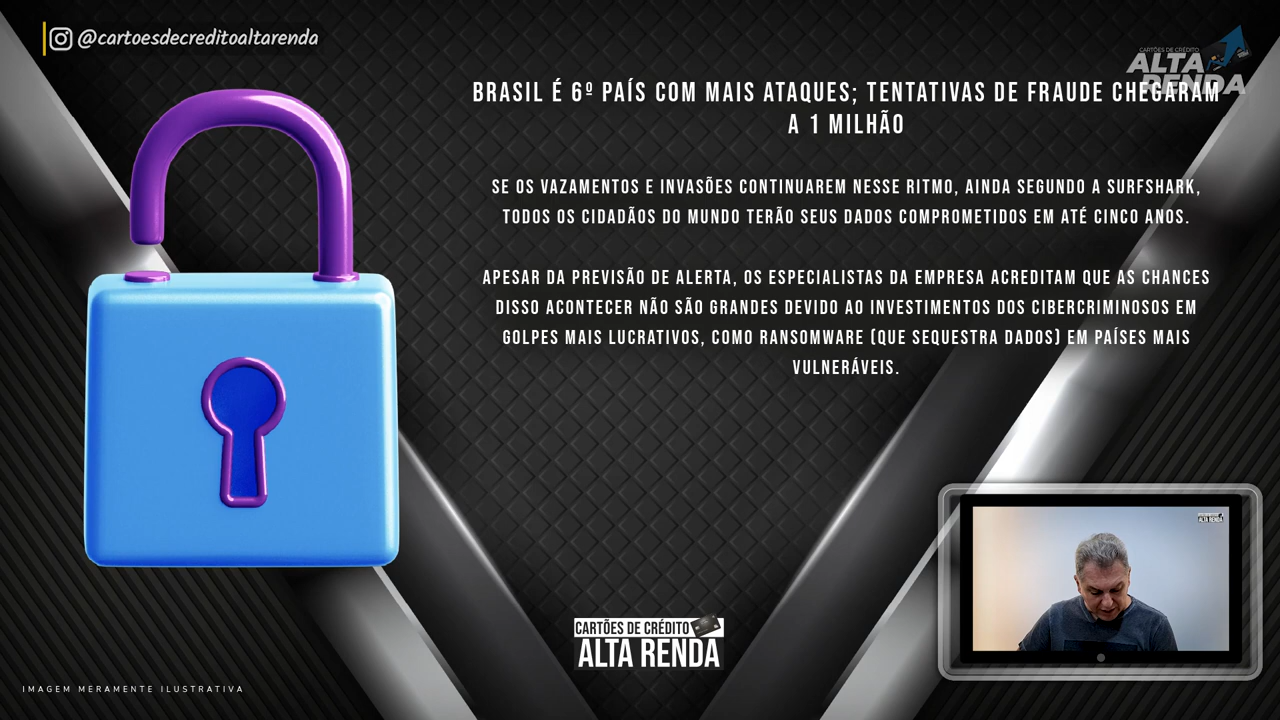 @cartoesdecreditoaltarenda
CARTÕES DE CRÉDITO
ALTA
RENDA
BRASIL É 6º PAÍS COM MAIS ATAQUES; TENTATIVAS DE FRAUDE CHEGARAM
A 1 MILHÃO
SE OS VAZAMENTOS E INVASÕES CONTINUAREM NESSE RITMO, AINDA SEGUNDO A SURFSHARK,
TODOS OS CIDADÃOS DO MUNDO TERÃO SEUS DADOS COMPROMETIDOS EM ATÉ CINCO ANOS.
APESAR DA PREVISÃO DE ALERTA, OS ESPECIALISTAS DA EMPRESA ACREDITAM QUE AS CHANCES
DISSO ACONTECER NÃO SÃO GRANDES DEVIDO AO INVESTIMENTOS DOS CIBERCRIMINOSOS EM
GOLPES MAIS LUCRATIVOS, COMO RANSOMWARE (QUE SEQUESTRA DADOS) EM PAÍSES MAIS
VULNERÁVEIS.
ALTA RENDA
CARTÕES DE CRÉDITO
ALTA RENDA
IMAGEM MERAMENTE ILUSTRATIVA